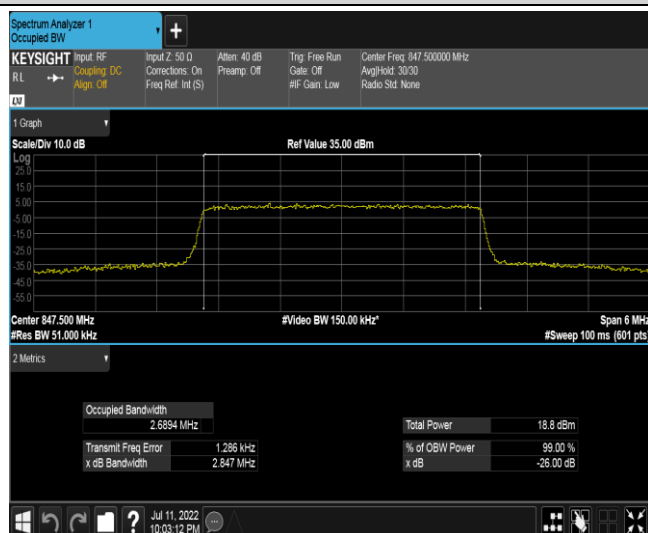 Spectrum Analyzer 1
Occupied BW
+
KEYSIGHT Input: RF Input Z: 50 Ω Atten: 40 dB Trig: Free Run Center Freq: 847.500000 MHz
RL Coupling: DC Corrections: On Preamp: Off Gate: Off Avg|Hold: 30/30
Align: Off Freq Ref: Int (S) #IF Gain: Low Radio Std: None
LXI
1 Graph
Scale/Div 10.0 dB Ref Value 35.00 dBm
Log
25.0
15.0
5.00
-5.00
-15.0
-25.0
-35.0
-45.0
-55.0
Center 847.500 MHz #Video BW 150.00 kHz* Span 6 MHz
#Res BW 51.000 kHz #Sweep 100 ms (601 pts)
2 Metrics
Occupied Bandwidth
2.6894 MHz Total Power 18.8 dBm
Transmit Freq Error 1.286 kHz % of OBW Power 99.00 %
x dB Bandwidth 2.847 MHz x dB -26.00 dB
? Jul 11, 2022
10:03:12 PM